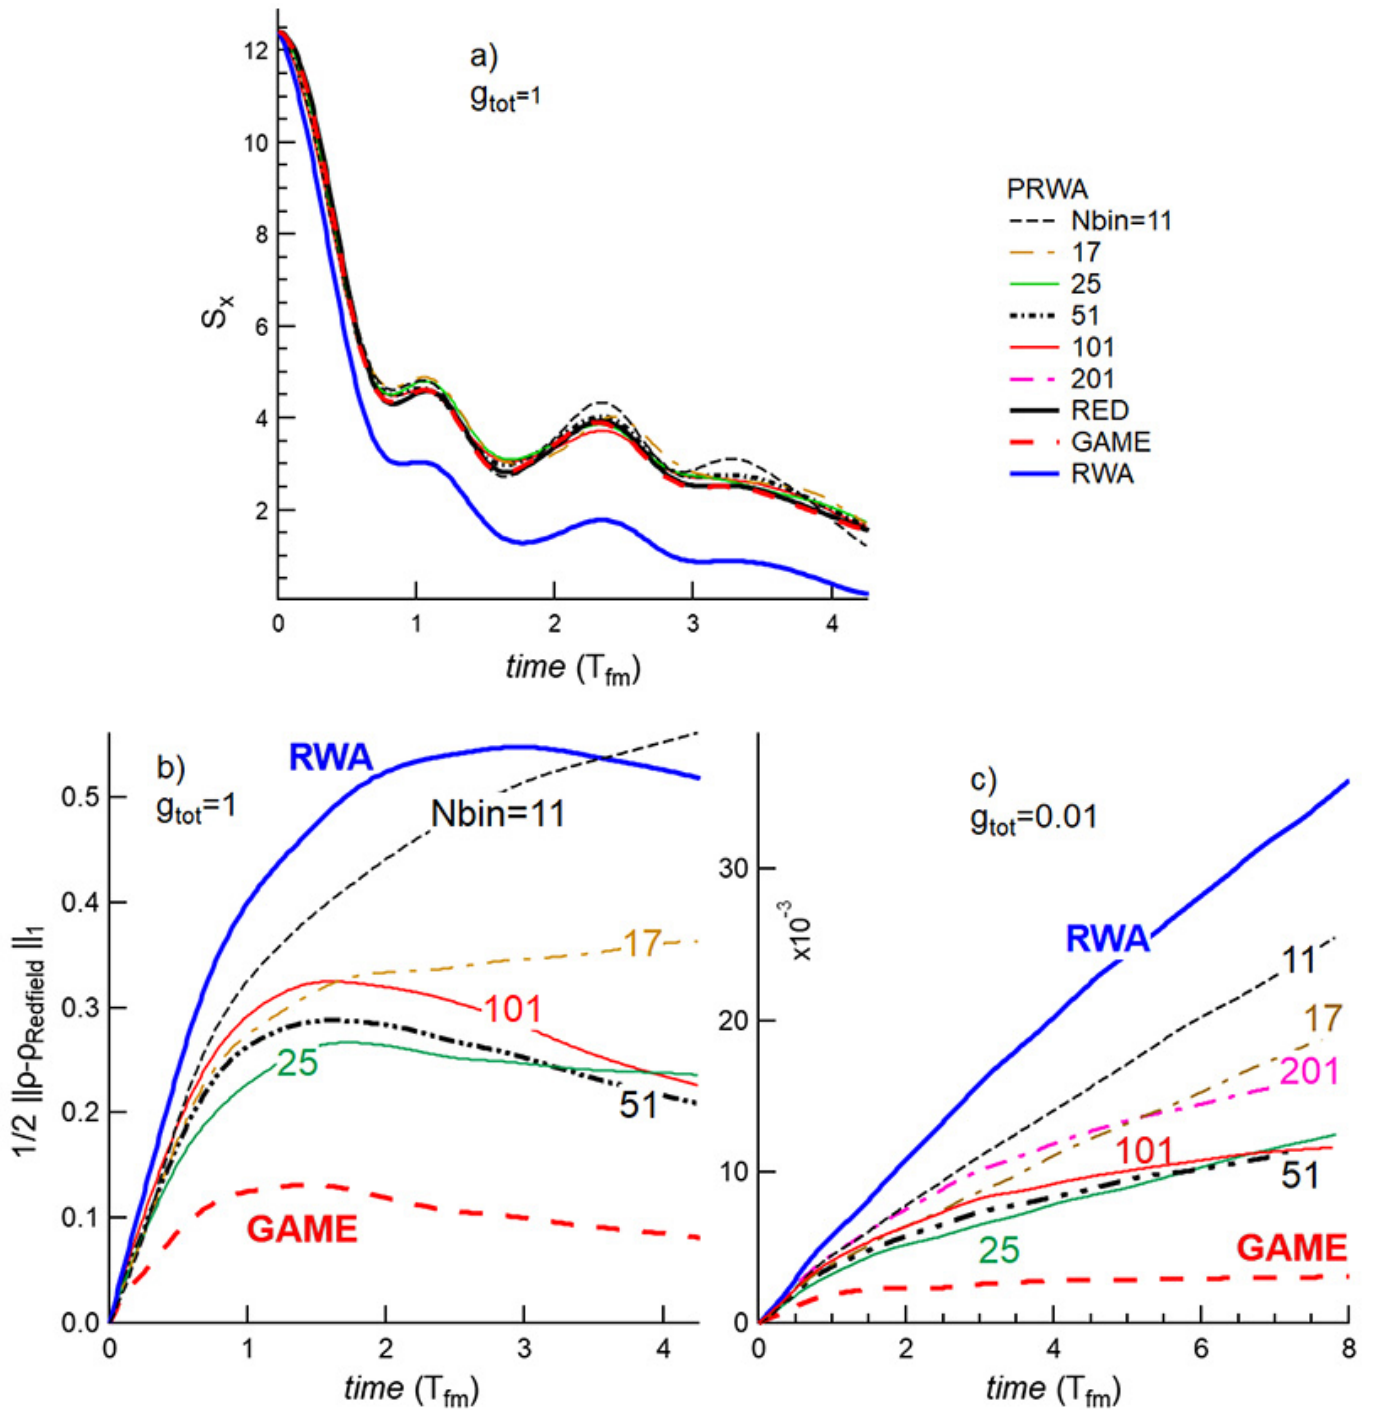 a)
g_tot=1
12
10
8
6
4
2
S_x
0 1 2 3 4
time (T_fm)
PRWA
Nbin=11
17
25
51
101
201
RED
GAME
RWA
b)
g_tot=1
RWA
Nbin=11
17
101
25
51
GAME
0.5
0.4
0.3
0.2
0.1
0.0
1/2 ||ρ-ρ_Redfield ||_1
0 1 2 3 4
time (T_fm)
c)
g_tot=0.01
RWA
11
17
201
101
51
25
GAME
30
20
10
0
x10^-3
0 2 4 6 8
time (T_fm)